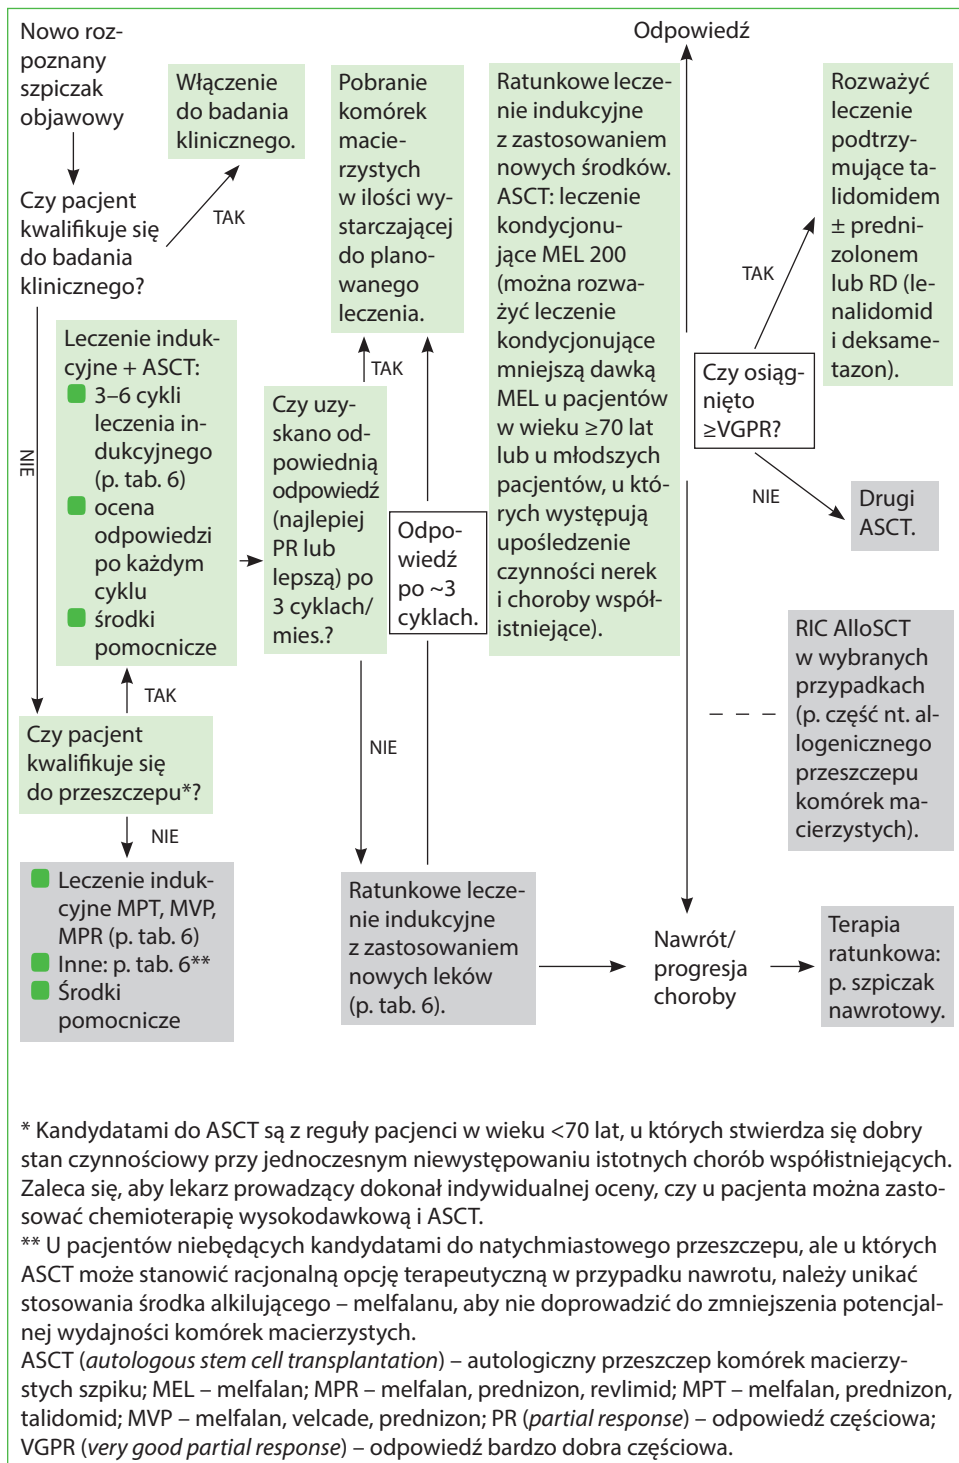 Nowo roz-
poznany
szpiczak
objawowy
Czy pacjent
kwalifikuje się
do badania
klinicznego?
TAK
Włączenie
do badania
klinicznego.
NIE
Czy pacjent
kwalifikuje się
do przeszczepu*?
TAK
Leczenie induk-
cyjne + ASCT:
3–6 cykli
leczenia in-
dukcyjnego
(p. tab. 6)
ocena
odpowiedzi
po każdym
cyklu
środki
pomocnicze
NIE
Leczenie induk-
cyjne MPT, MVP,
MPR (p. tab. 6)
Inne: p. tab. 6**
Środki
pomocnicze
Czy uzy-
skano od-
powiednią
odpowiedź
(najlepiej
PR lub
lepszą) po
3 cyklach/
mies.?
TAK
Pobranie
komórek
macie-
rzystych
w ilości wy-
starczającej
do plano-
wanego
leczenia.
NIE
Ratunkowe lecze-
nie indukcyjne
z zastosowaniem
nowych leków
(p. tab. 6).
Odpo-
wiedź
po ~3
cyklach.
Ratunkowe lecze-
nie indukcyjne
z zastosowaniem
nowych środków.
ASCT: leczenie
kondycjonu-
jące MEL 200
(można rozwa-
żyć leczenie
kondycjonujące
mniejszą dawką
MEL u pacjentów
w wieku ≥70 lat
lub u młodszych
pacjentów, u któ-
rych występują
upośledzenie
czynności nerek
i choroby współ-
istniejące).
Odpowiedź
Czy osiąg-
nięto
≥VGPR?
TAK
Rozważyć
leczenie
podtrzy-
mujące ta-
lidomidem
± predni-
zolonem
lub RD (le-
nalidomid
i deksame-
tazon).
NIE
Drugi
ASCT.
RIC AlloSCT
w wybranych
przypadkach
(p. część nt. al-
logenicznego
przeszczepu
komórek ma-
cierzystych).
Nawrót/
progresja
choroby
Terapia
ratunkowa:
p. szpiczak
nawrotowy.
* Kandydatami do ASCT są z reguły pacjenci w wieku <70 lat, u których stwierdza się dobry
stan czynnościowy przy jednoczesnym niewystępowaniu istotnych chorób współistniejących.
Zaleca się, aby lekarz prowadzący dokonał indywidualnej oceny, czy u pacjenta można zasto-
sować chemioterapię wysokodawkową i ASCT.
** U pacjentów niebędących kandydatami do natychmiastowego przeszczepu, ale u których
ASCT może stanowić racjonalną opcję terapeutyczną w przypadku nawrotu, należy unikać
stosowania środka alkilującego – melfalanu, aby nie doprowadzić do zmniejszenia potencjal-
nej wydajności komórek macierzystych.
ASCT (autologous stem cell transplantation) – autologiczny przeszczep komórek macierzy-
stych szpiku; MEL – melfalan; MPR – melfalan, prednizon, revlimid; MPT – melfalan, prednizon,
talidomid; MVP – melfalan, velcade, prednizon; PR (partial response) – odpowiedź częściowa;
VGPR (very good partial response) – odpowiedź bardzo dobra częściowa.